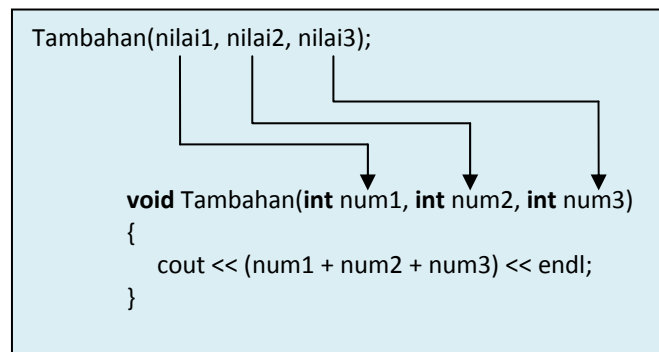 Tambahan(nilai1, nilai2, nilai3);
void Tambahan(int num1, int num2, int num3)
{
cout << (num1 + num2 + num3) << endl;
}